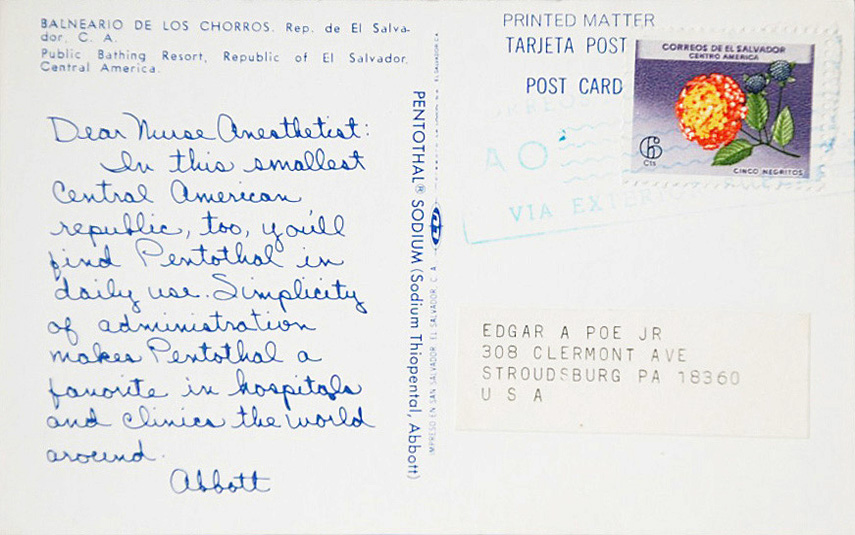 BALNEARIO DE LOS CHORROS. Rep. de El Salva-
dor, C. A.
Public Bathing Resort, Republic of El Salvador,
Central America.
Dear Nurse Anesthetist:
In this smallest
Central American
republic, too, you'll
find Pentothal in
daily use. Simplicity
of administration
makes Pentothal a
favorite in hospitals
and clinics the world
around.
Abbott
PENTOTHAL® SODIUM (Sodium Thiopental, Abbott)
PRINTED MATTER
TARJETA POST
POST CARD
CORREOS DE EL SALVADOR
CENTRO AMERICA
6
Cts
CINCO NEGRITOS
AO
VIA
EDGAR A POE JR
308 CLERMONT AVE
STROUDSBURG PA 18360
U S A